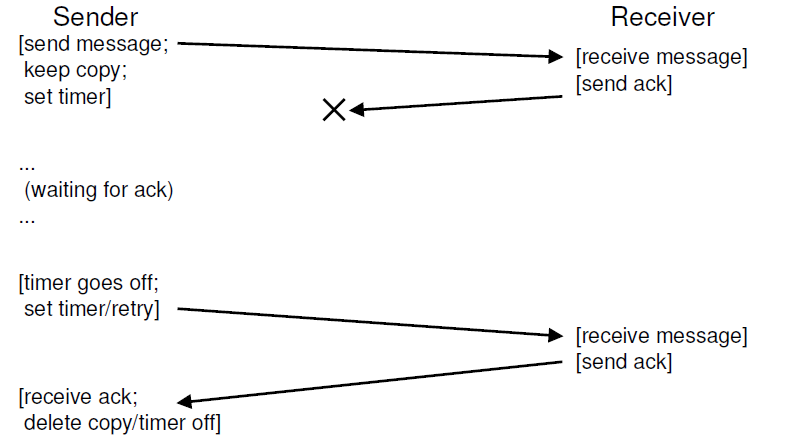 Sender
Receiver
[send message;
keep copy;
set timer]
[receive message]
[send ack]
...
(waiting for ack)
...
[timer goes off;
set timer/retry]
[receive message]
[send ack]
[receive ack;
delete copy/timer off]